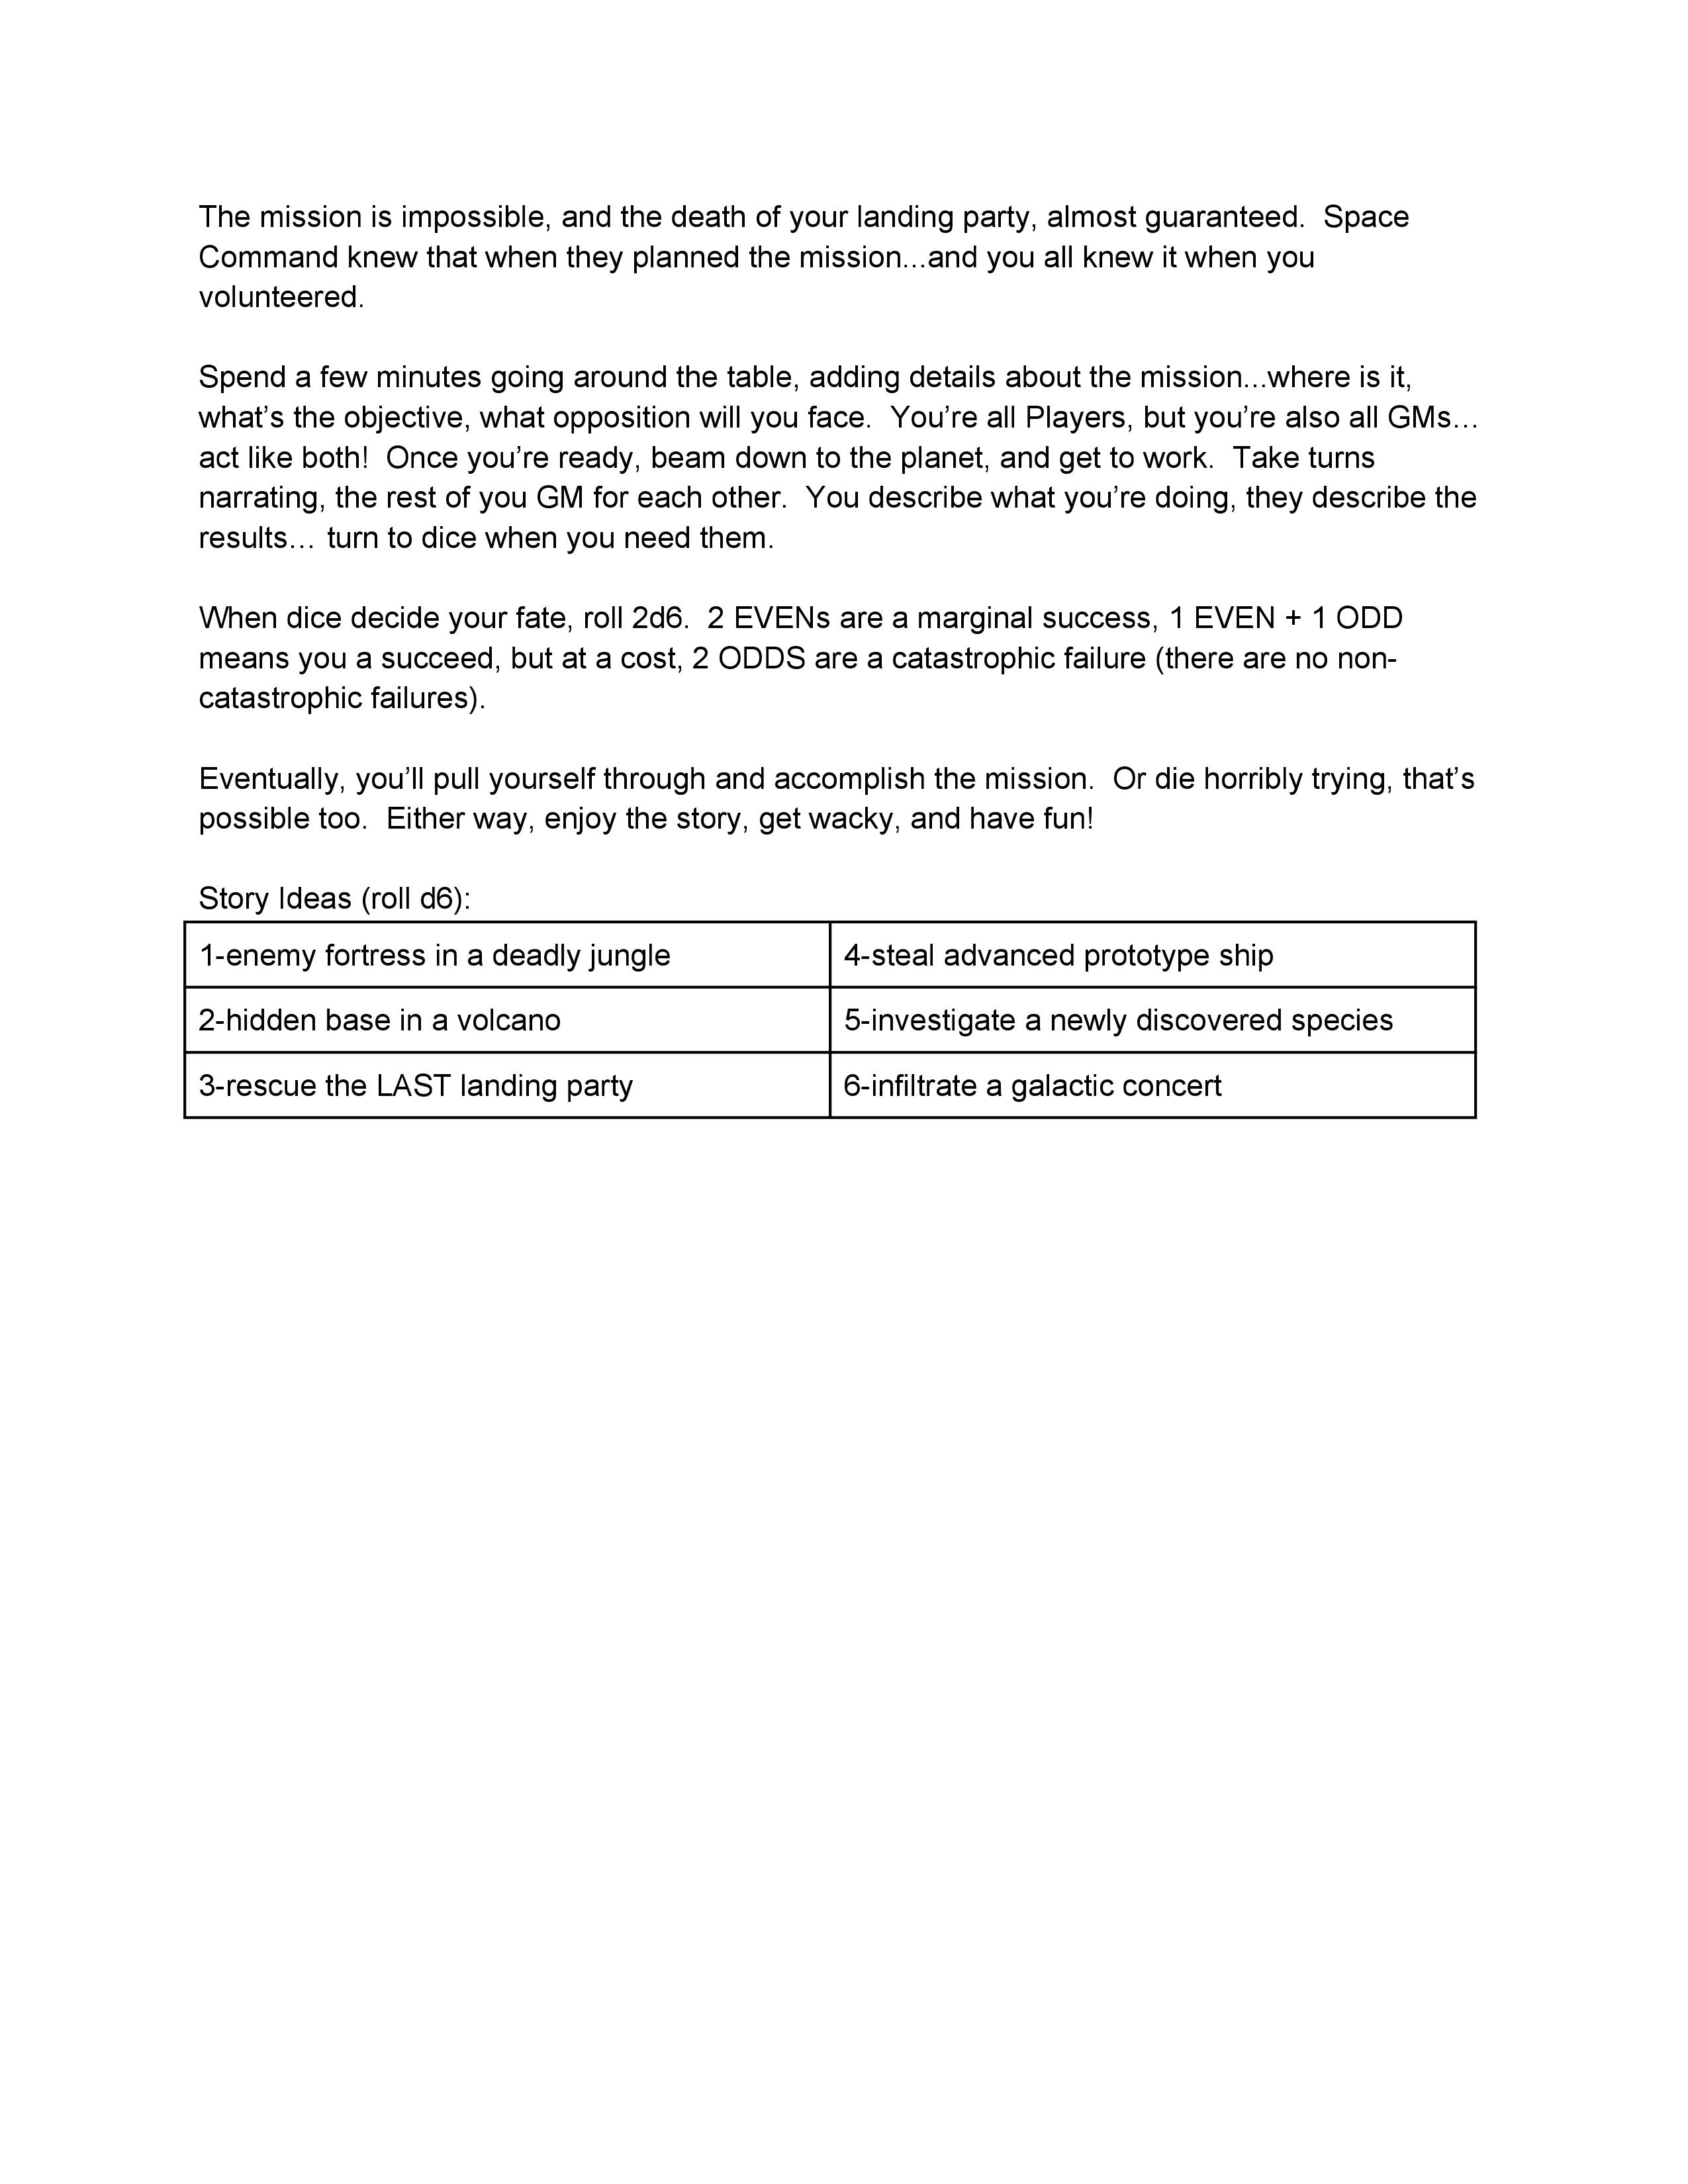 The mission is impossible, and the death of your landing party, almost guaranteed.  Space
Command knew that when they planned the mission...and you all knew it when you
volunteered.
Spend a few minutes going around the table, adding details about the mission...where is it,
what’s the objective, what opposition will you face.  You’re all Players, but you’re also all GMs…
act like both!  Once you’re ready, beam down to the planet, and get to work.  Take turns
narrating, the rest of you GM for each other.  You describe what you’re doing, they describe the
results… turn to dice when you need them.
When dice decide your fate, roll 2d6.  2 EVENs are a marginal success, 1 EVEN + 1 ODD
means you a succeed, but at a cost, 2 ODDS are a catastrophic failure (there are no non-
catastrophic failures).
Eventually, you’ll pull yourself through and accomplish the mission.  Or die horribly trying, that’s
possible too.  Either way, enjoy the story, get wacky, and have fun!
Story Ideas (roll d6):
1-enemy fortress in a deadly jungle
4-steal advanced prototype ship
2-hidden base in a volcano
5-investigate a newly discovered species
3-rescue the LAST landing party
6-infiltrate a galactic concert